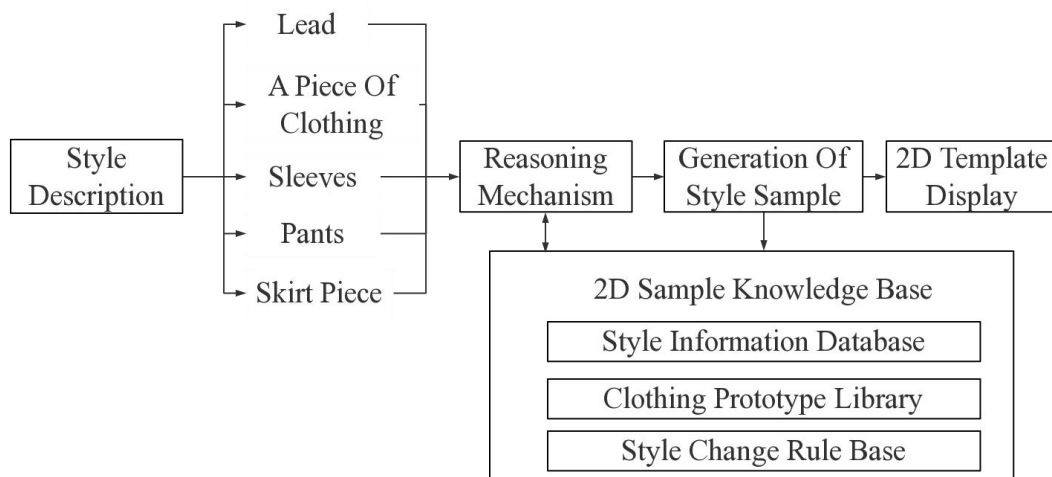 Lead
A Piece Of
Clothing
Style
Description
Sleeves
Pants
Skirt Piece
Reasoning
Mechanism
Generation Of
Style Sample
2D Template
Display
2D Sample Knowledge Base
Style Information Database
Clothing Prototype Library
Style Change Rule Base